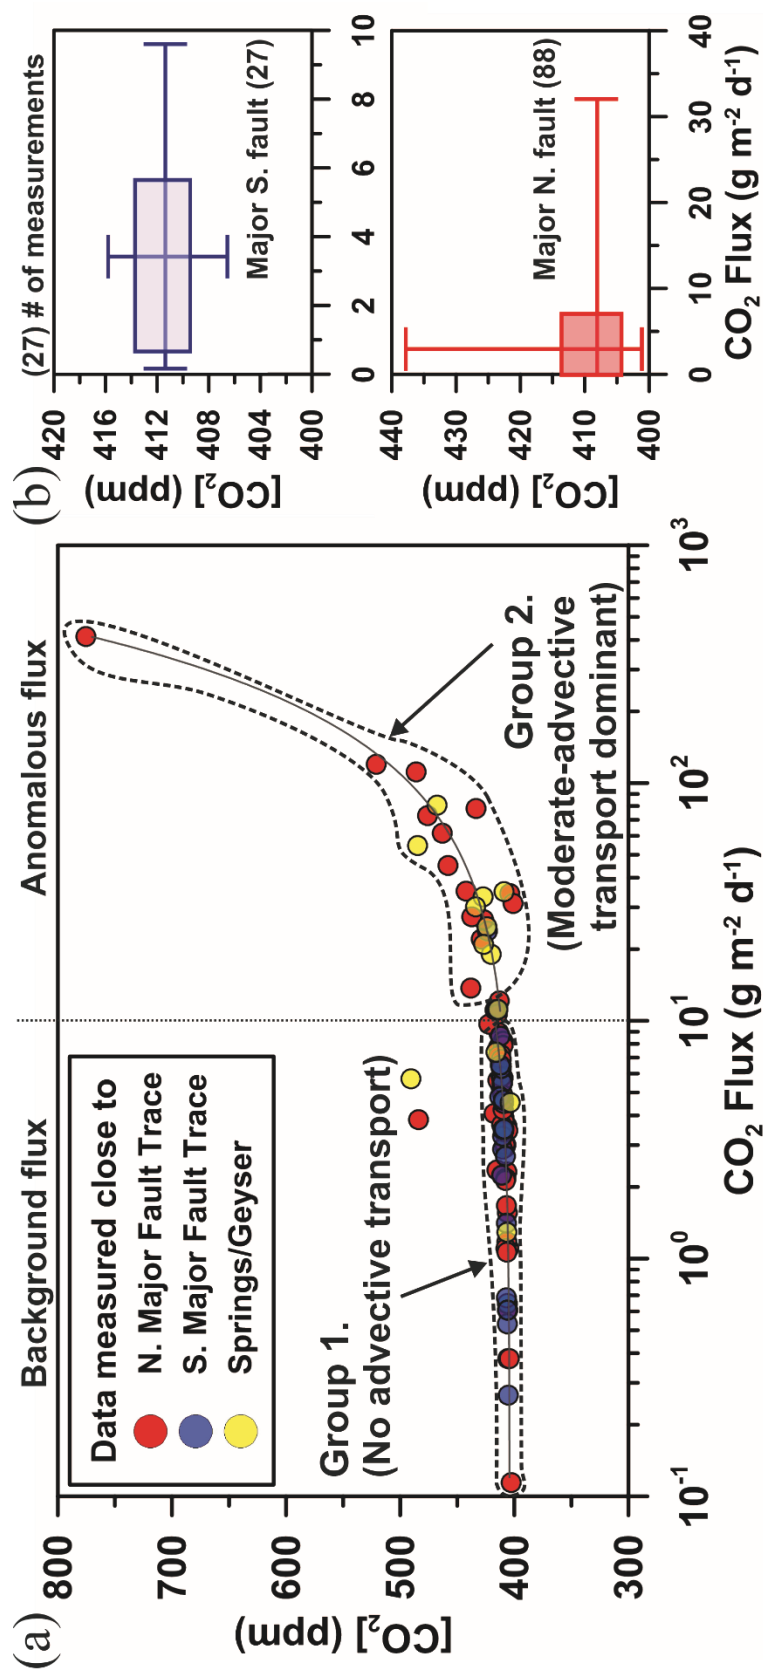 (a)
Background flux
Anomalous flux
Data measured close to
N. Major Fault Trace
S. Major Fault Trace
Springs/Geyser
Group 1.
(No advective transport)
Group 2.
(Moderate-advective
transport dominant)
[CO₂] (ppm)
800
700
600
500
400
300
10⁻¹
10⁰
10¹
10²
10³
CO₂ Flux (g m⁻² d⁻¹)
(b)
(27) # of measurements
420
416
412
408
404
400
[CO₂] (ppm)
Major S. fault (27)
0
2
4
6
8
10
440
430
420
410
400
[CO₂] (ppm)
Major N. fault (88)
0
10
20
30
40
CO₂ Flux (g m⁻² d⁻¹)